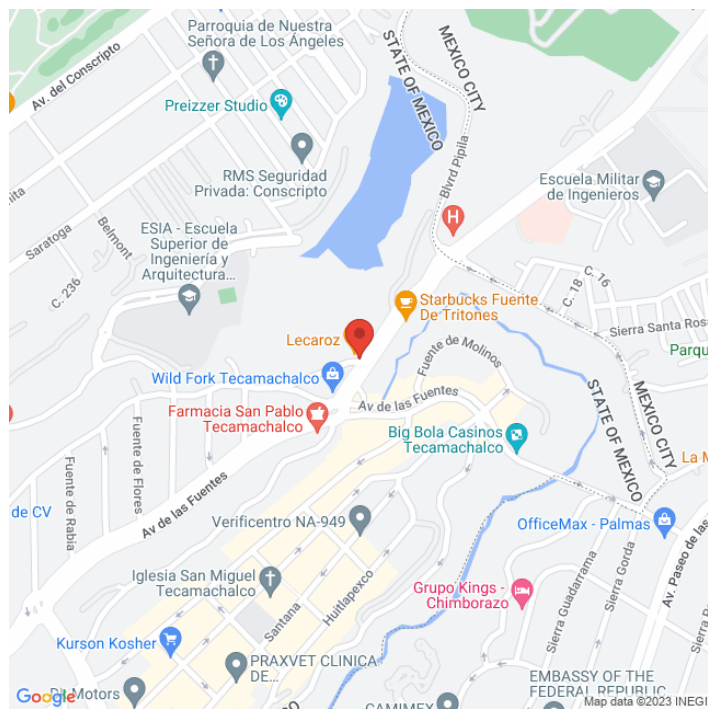 Parroquia de Nuestra
Señora de Los Ángeles
MEXICO CITY
STATE OF MEXICO
Av. del Conscripto
Preizzer Studio
Blvrd Pipila
RMS Seguridad
Privada: Conscripto
Escuela Militar
de Ingenieros
H
Saratoga
Belmont
ESIA - Escuela
Superior de
Ingeniería y
Arquitectura...
C. 236
C. 16
C. 18
Starbucks Fuente
De Tritones
Sierra Santa Rosa
Lecaroz
Parqu
Fuente de Molinos
Wild Fork Tecamachalco
Av de las Fuentes
Farmacia San Pablo
Tecamachalco
STATE OF MEXICO
MEXICO CITY
Big Bola Casinos
Tecamachalco
Fuente de Flores
Fuente de Rabia
La M
Av de las Fuentes
de CV
Verificentro NA-949
OfficeMax - Palmas
Av. Paseo de las
Iglesia San Miguel
Tecamachalco
Huitlapexco
Santana
Grupo Kings -
Chimborazo
Sierra Guadarrama
Sierra Gorda
Kurson Kosher
PRAXVET CLINICA
DE...
EMBASSY OF THE
FEDERAL REPUBLIC
Motors
CAMIMEX
Google
Map data ©2023 INEGI